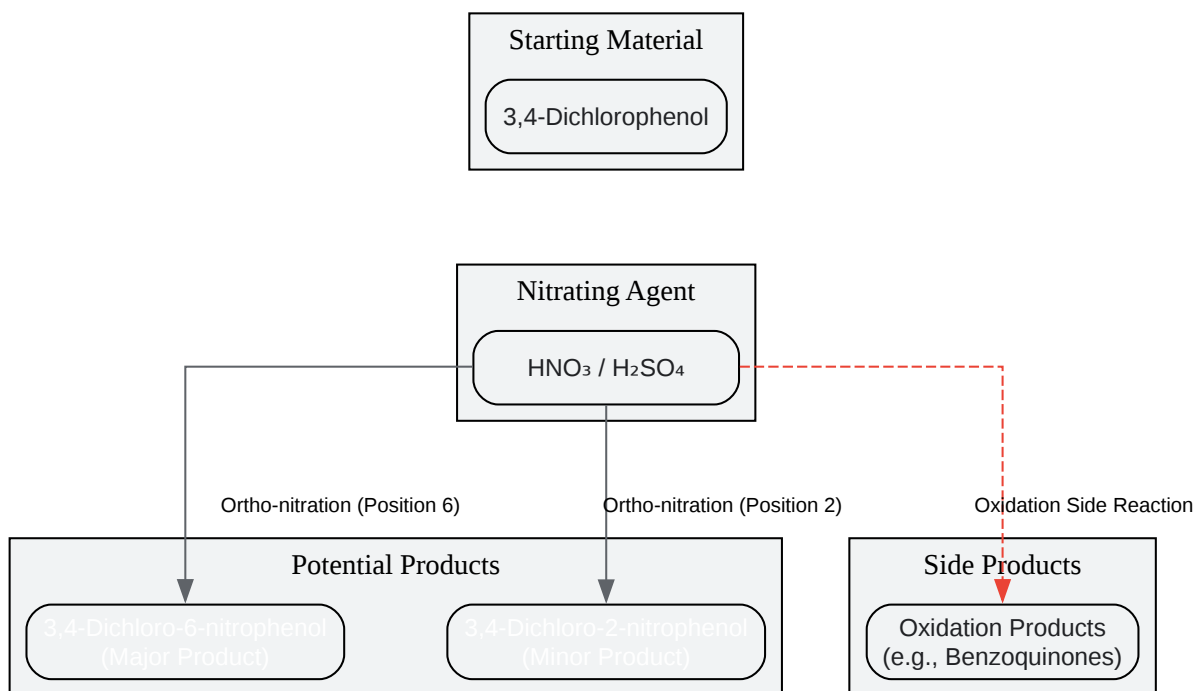 Starting Material
3,4-Dichlorophenol
Nitrating Agent
HNO₃ / H₂SO₄
Ortho-nitration (Position 6)
Ortho-nitration (Position 2)
Oxidation Side Reaction
Potential Products
Side Products
3,4-Dichloro-6-nitrophenol
(Major Product)
3,4-Dichloro-2-nitrophenol
(Minor Product)
Oxidation Products
(e.g., Benzoquinones)